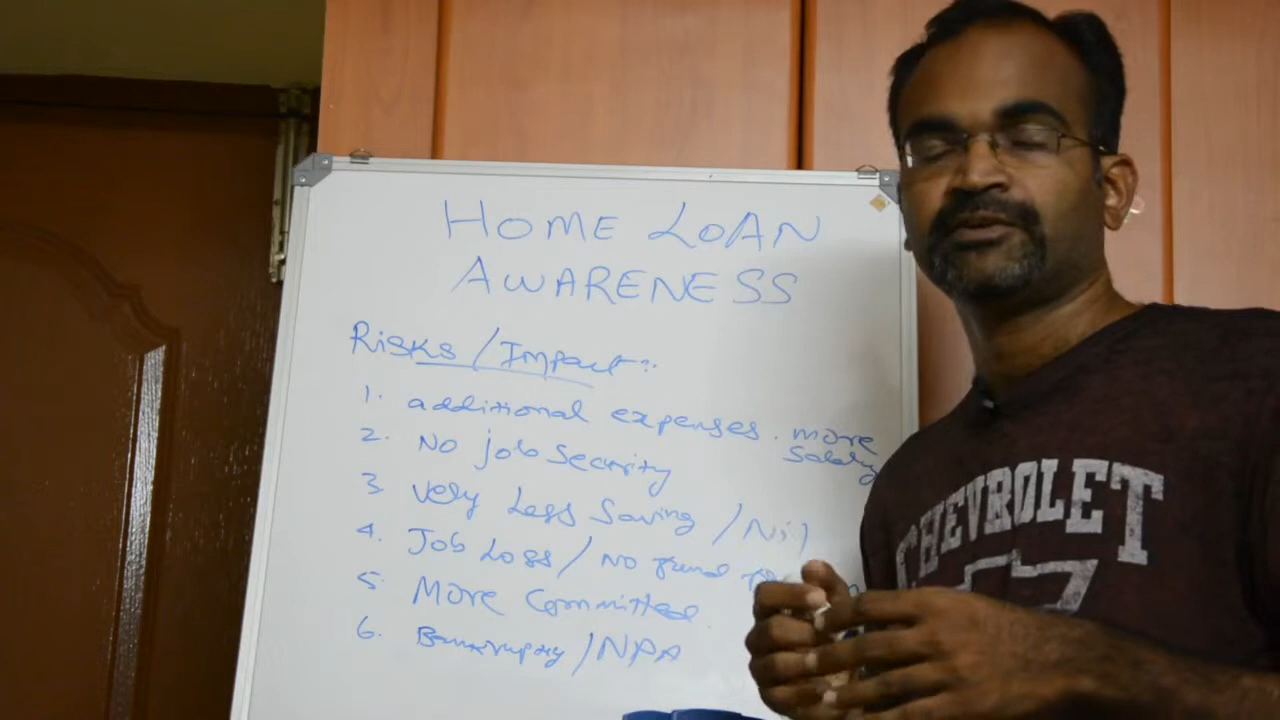 HOME LOAN
AWARENESS
Risks/Impact:
1. additional expenses. more
salary
2. No job Security
3. Very Less Saving / Nil
4. Job Loss / No fund
5. More Committed.
6. Bankrupcy / NPA
CHEVROLET